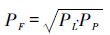 P_F = √(P_L P_P)